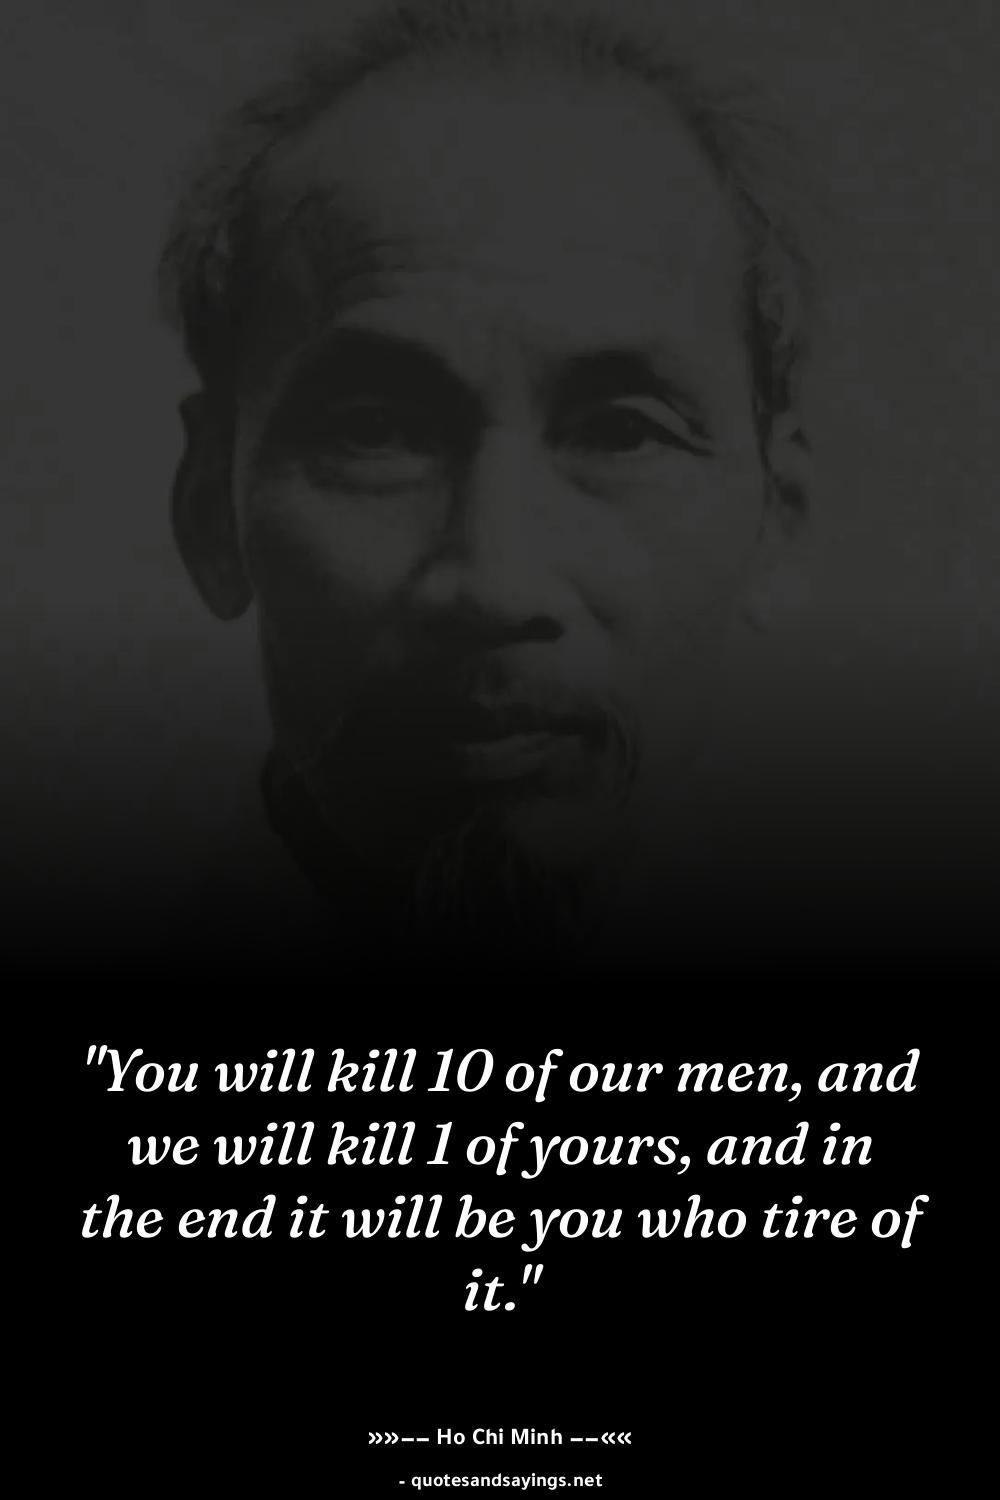 "You will kill 10 of our men, and
we will kill 1 of yours, and in
the end it will be you who tire of
it."
»»–– Ho Chi Minh ––««
- quotesandsayings.net